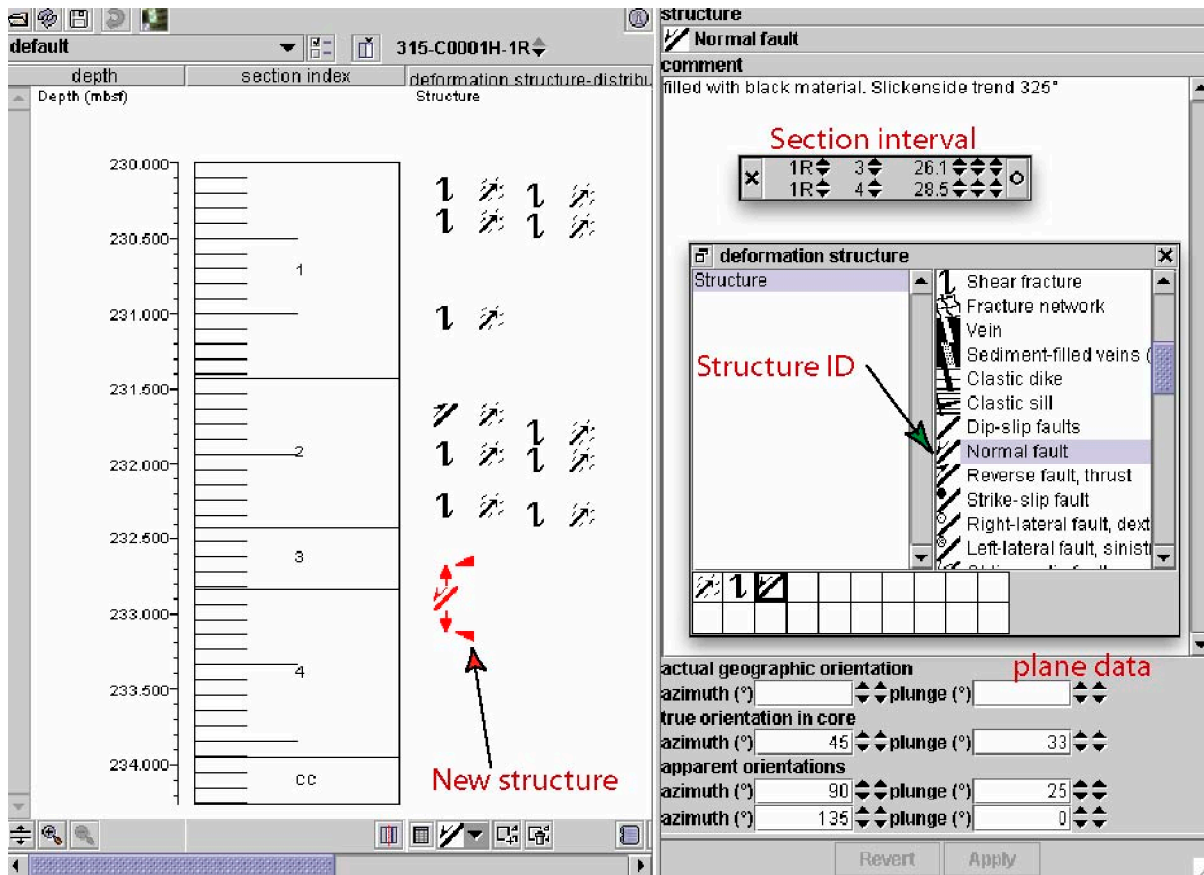 default
315-C0001H-1R
depth
section index
deformation structure-distribu
Depth (mbsf)
Structure
230.000
230.500
1
231.000
231.500
2
232.000
232.500
3
233.000
4
233.500
234.000
CC
New structure
structure
Normal fault
comment
filled with black material. Slickenside trend 325°
Section interval
1R 3 26.1
1R 4 28.5
deformation structure
Structure
Shear fracture
Fracture network
Vein
Sediment-filled veins (
Clastic dike
Clastic sill
Dip-slip faults
Normal fault
Reverse fault, thrust
Strike-slip fault
Right-lateral fault, dext
Left-lateral fault, sinist
Structure ID
actual geographic orientation
plane data
azimuth (°) plunge (°)
true orientation in core
azimuth (°) 45 plunge (°) 33
apparent orientations
azimuth (°) 90 plunge (°) 25
azimuth (°) 135 plunge (°) 0
Revert Apply